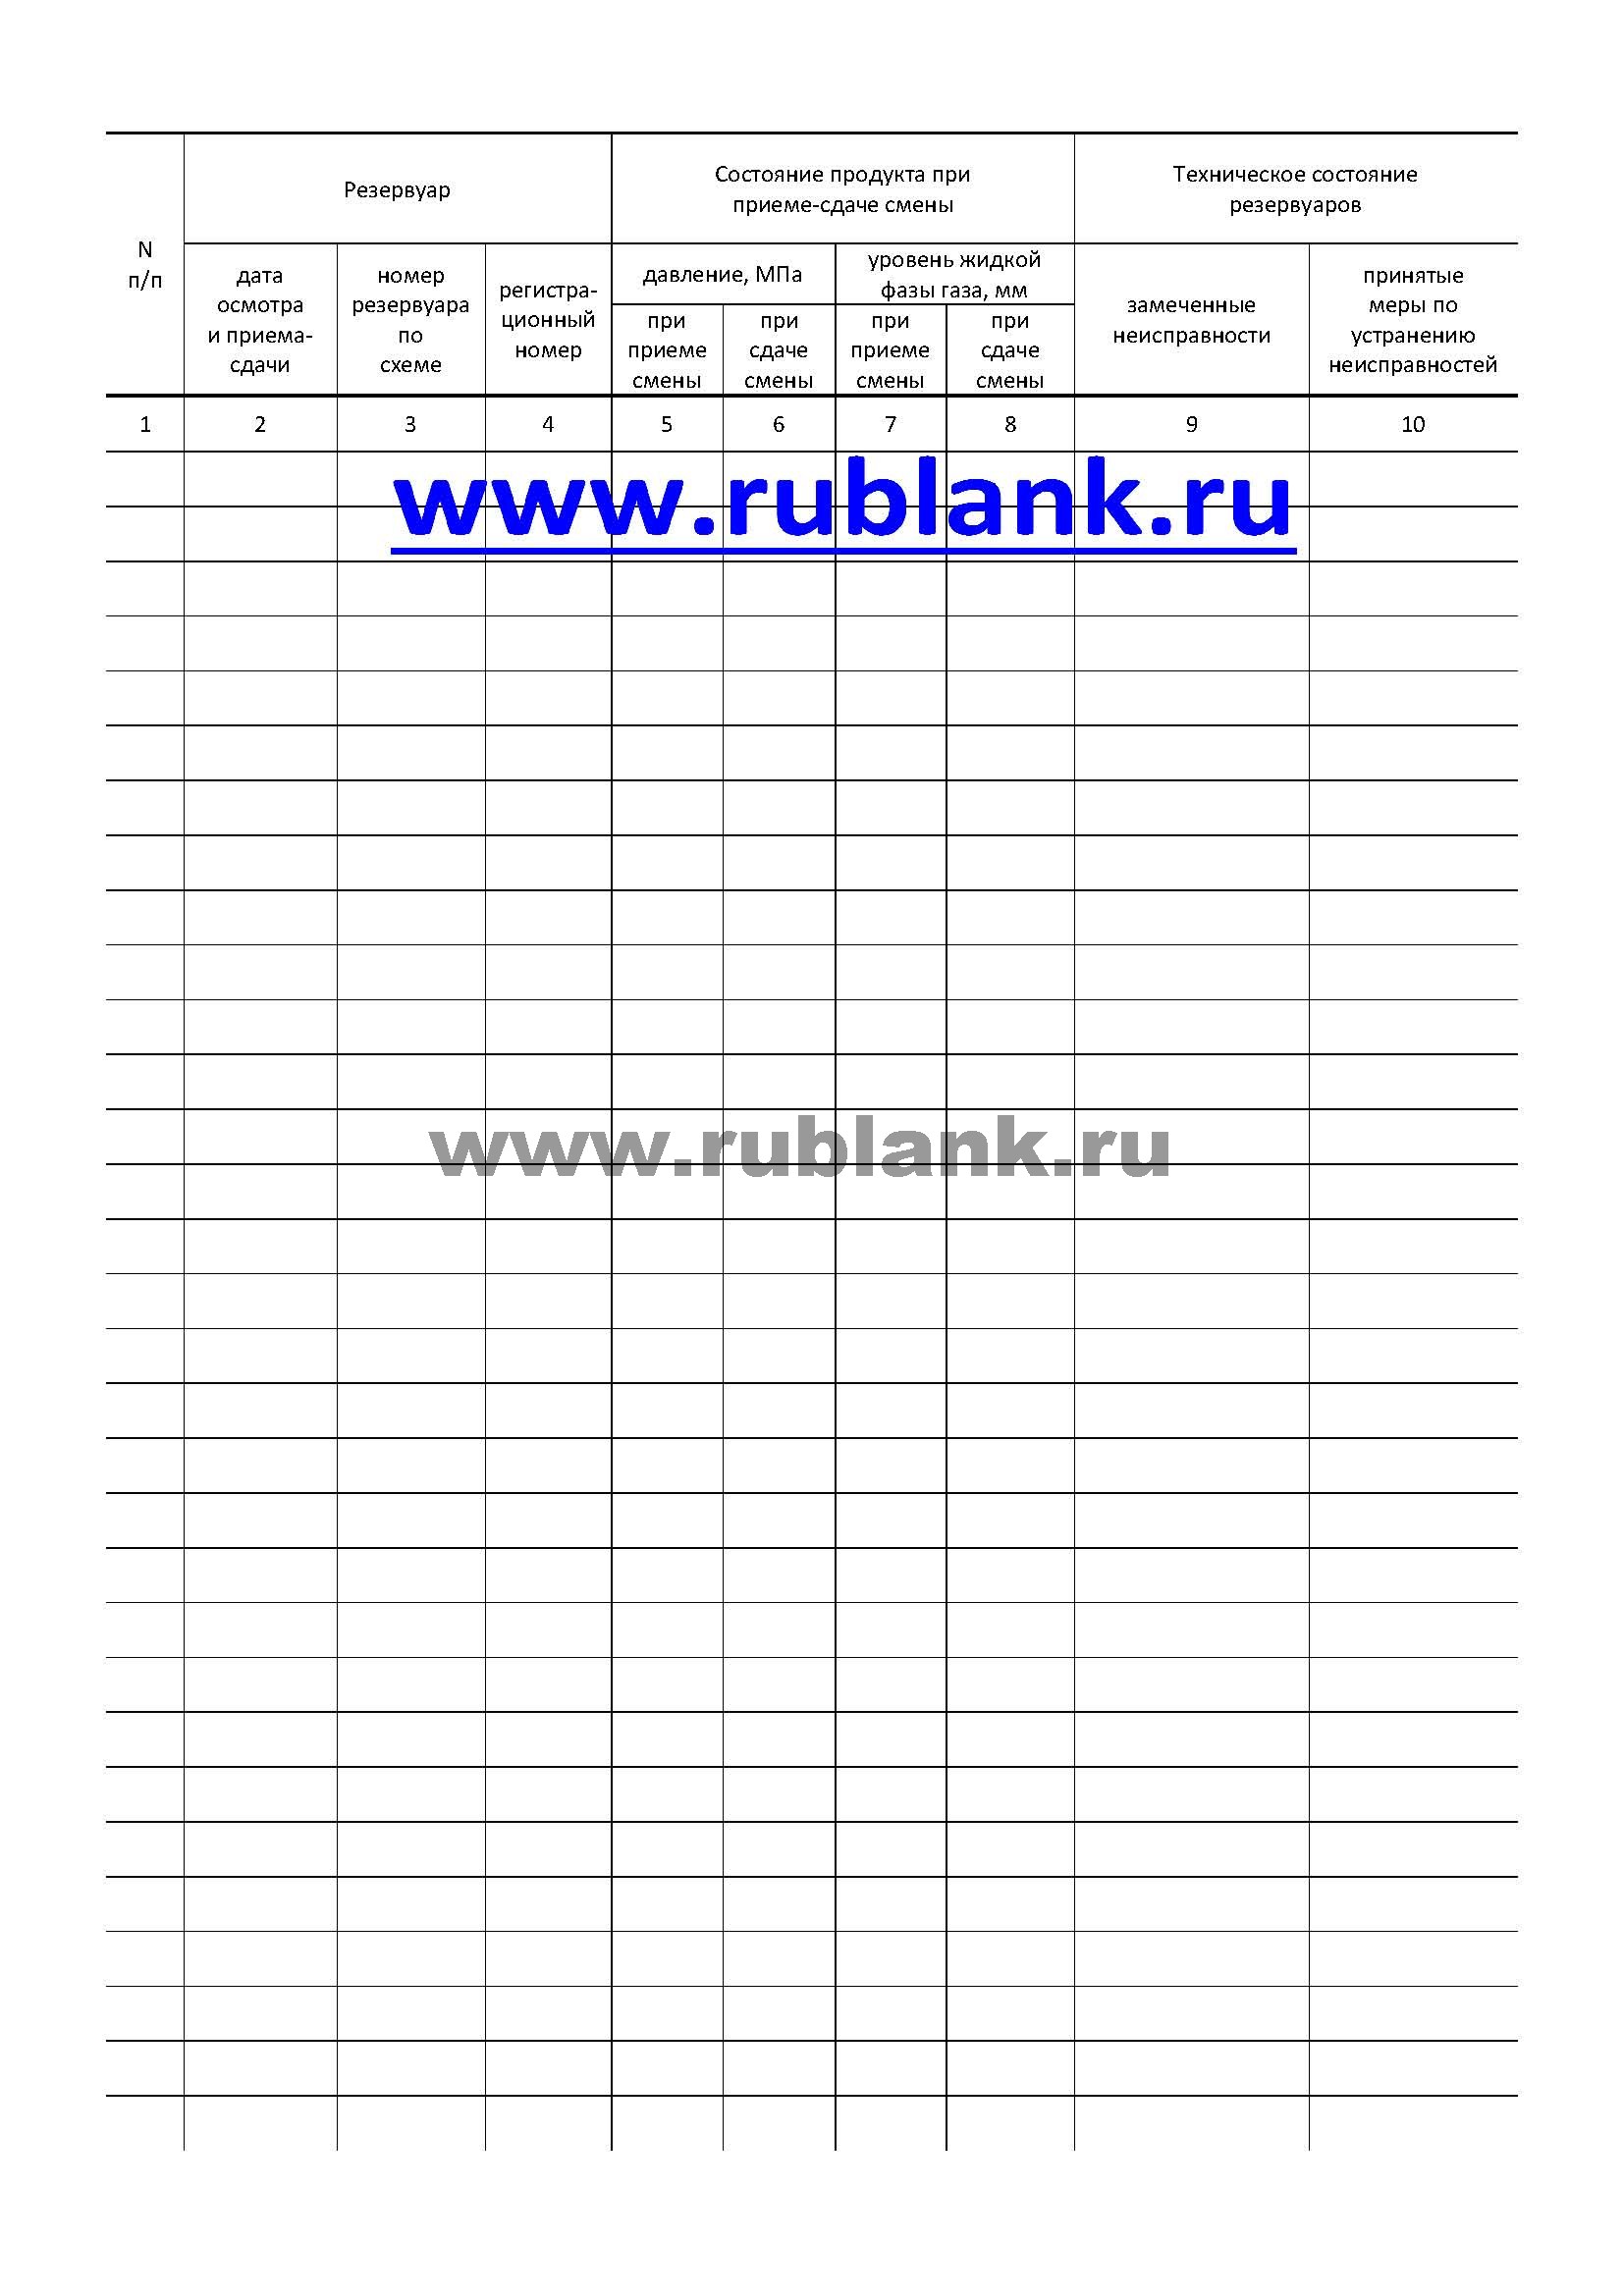 N
п/п
Резервуар
Состояние продукта при
приеме-сдаче смены
Техническое состояние
резервуаров
дата
осмотра
и приема-
сдачи
номер
резервуара
по
схеме
регистра-
ционный
номер
давление, МПа
уровень жидкой
фазы газа, мм
при
приеме
смены
при
сдаче
смены
при
приеме
смены
при
сдаче
смены
замеченные
неисправности
принятые
меры по
устранению
неисправностей
1 2 3 4 5 6 7 8 9 10
www.rublank.ru
www.rublank.ru